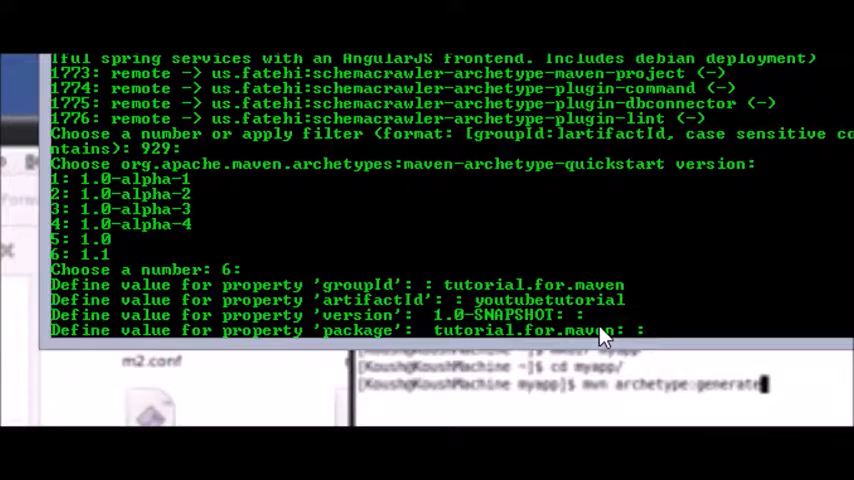 lful spring services with an AngularJS frontend. Includes debian deployment)
1773: remote -> us.fatehi:schemacrawler-archetype-maven-project (-)
1774: remote -> us.fatehi:schemacrawler-archetype-plugin-command (-)
1775: remote -> us.fatehi:schemacrawler-archetype-plugin-dbconnector (-)
1776: remote -> us.fatehi:schemacrawler-archetype-plugin-lint (-)
Choose a number or apply filter (format: [groupId:]artifactId, case sensitive co
ntains): 929:
Choose org.apache.maven.archetypes:maven-archetype-quickstart version:
1: 1.0-alpha-1
2: 1.0-alpha-2
3: 1.0-alpha-3
4: 1.0-alpha-4
5: 1.0
6: 1.1
Choose a number: 6:
Define value for property 'groupId': : tutorial.for.maven
Define value for property 'artifactId': : youtubetutorial
Define value for property 'version':  1.0-SNAPSHOT: :
Define value for property 'package':  tutorial.for.maven: :
m2.conf
[Koush@KoushMachine ~]$ mkdir myapp
[Koush@KoushMachine ~]$ cd myapp/
[Koush@KoushMachine myapp]$ mvn archetype:generate